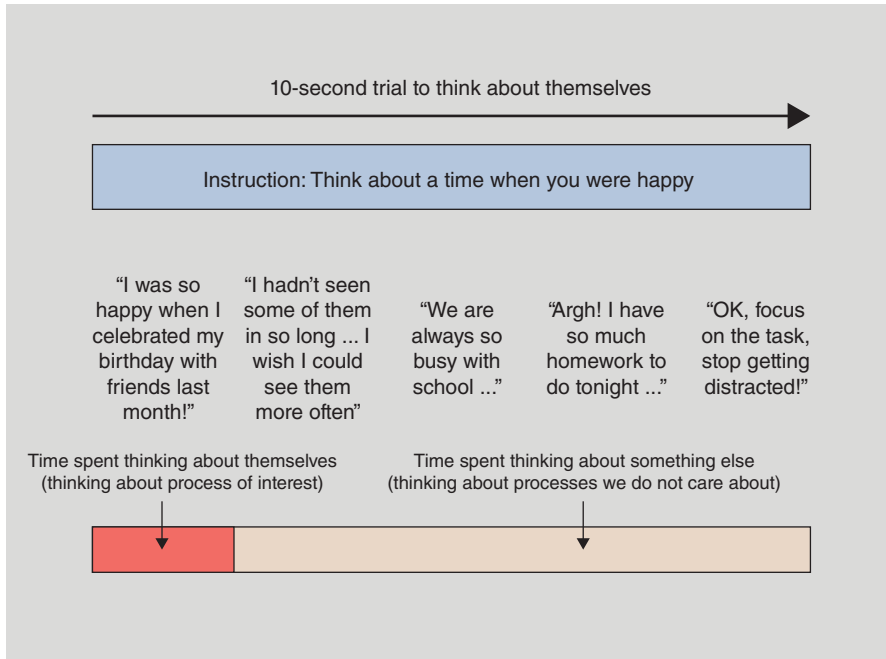 10-second trial to think about themselves
Instruction: Think about a time when you were happy
“I was so
happy when I
celebrated my
birthday with
friends last
month!”
“I hadn’t seen
some of them
in so long ... I
wish I could
see them
more often”
“We are
always so
busy with
school ...”
“Argh! I have
so much
homework to
do tonight ...”
“OK, focus
on the task,
stop getting
distracted!”
Time spent thinking about themselves
(thinking about process of interest)
Time spent thinking about something else
(thinking about processes we do not care about)